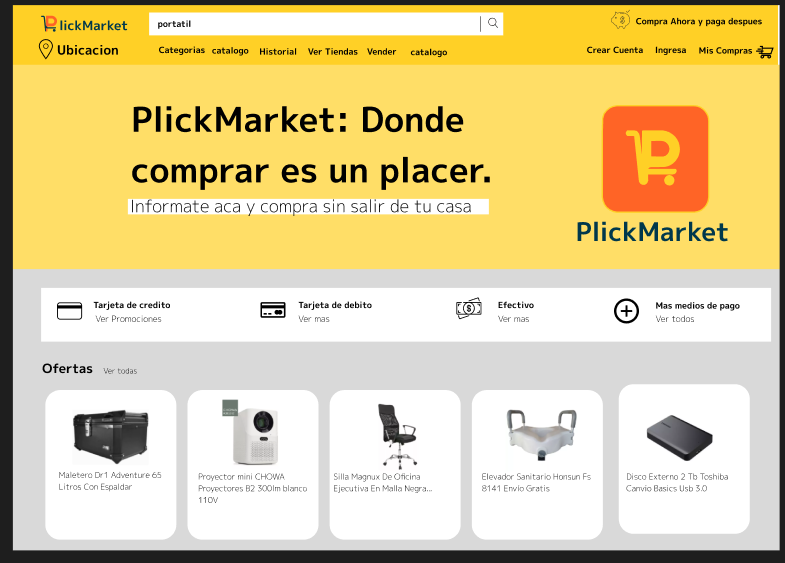 PlickMarket
portatil
Compra Ahora y paga despues
Ubicacion
Categorias catalogo Historial Ver Tiendas Vender catalogo
Crear Cuenta Ingresa Mis Compras
PlickMarket: Donde
comprar es un placer.
Informate aca y compra sin salir de tu casa
PlickMarket
Tarjeta de credito
Ver Promociones
Tarjeta de debito
Ver mas
Efectivo
Ver mas
Mas medios de pago
Ver todos
Ofertas Ver todas
Maletero Dr1 Adventure 65
Litros Con Espaldar
Proyector mini CHOWA
Proyectores B2 300lm blanco
110V
Silla Magnux De Oficina
Ejecutiva En Malla Negra...
Elevador Sanitario Honsun Fs
8141 Envío Gratis
Disco Externo 2 Tb Toshiba
Canvio Basics Usb 3.0